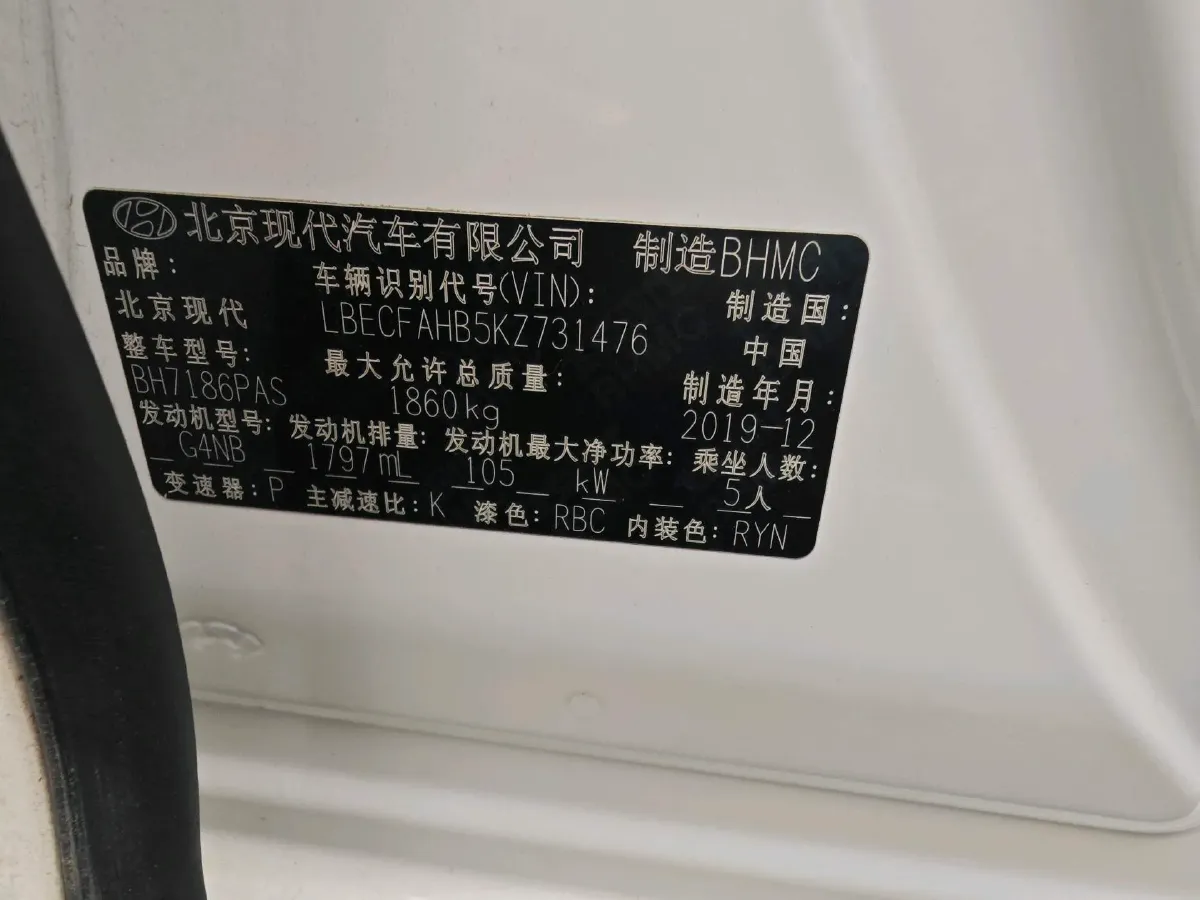 北京现代汽车有限公司 制造BHMC
品牌: 车辆识别代号(VIN): 制造国:
北京现代 LBECFAHB5KZ731476 中国
整车型号: 最大允许总质量: 制造年月:
BH7186PAS 1860kg 2019-12
发动机型号: 发动机排量: 发动机最大净功率: 乘坐人数:
G4NB 1797mL 105 kW 5人
变速器: P 主减速比: K 漆色: RBC 内装色: RYN